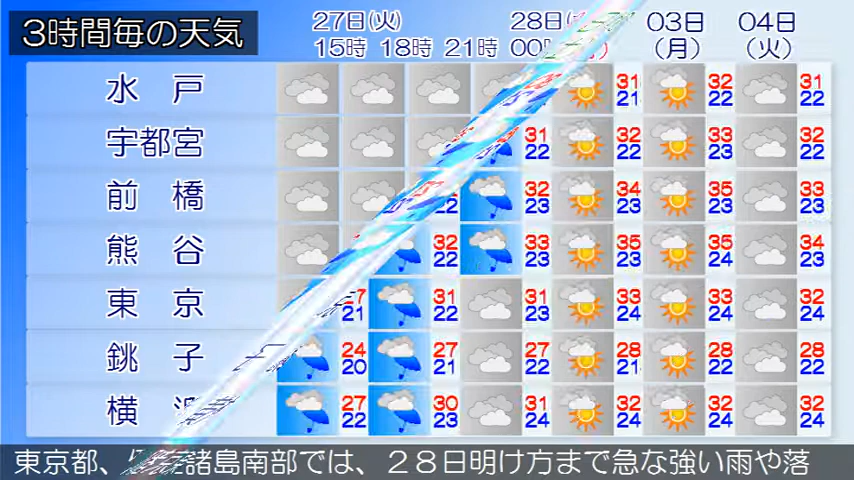 3時間毎の天気
27日(火) 28日 03日 04日
15時 18時 21時 (月) (火)
水 戸 31 21 32 22 31 22
宇都宮 31 22 32 22 33 23 32 22
前 橋 22 32 23 34 23 35 23 33 23
熊 谷 32 22 33 23 35 23 35 24 34 23
東 京 27 21 31 22 31 23 33 24 33 24 32 24
銚 子 24 20 27 21 27 22 28 21 28 22 28 22
横 27 22 30 23 31 24 32 24 32 24 32 24
東京都、諸島南部では、28日明け方まで急な強い雨や落